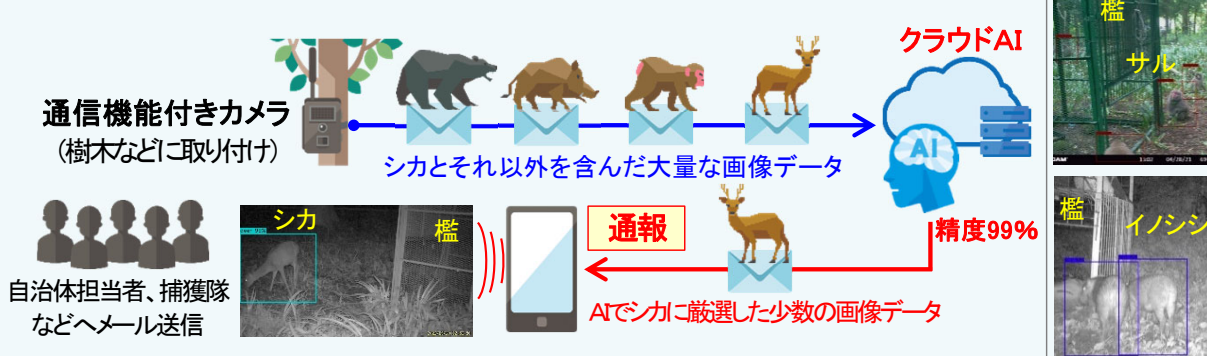 クラウドAI
通信機能付きカメラ
(樹木などに取り付け)
AI
シカとそれ以外を含んだ大量な画像データ
精度99%
通報
AIでシカに厳選した少数の画像データ
シカ
檻
自治体担当者、捕獲隊
などへメール送信
檻
サル
檻
イノシシ